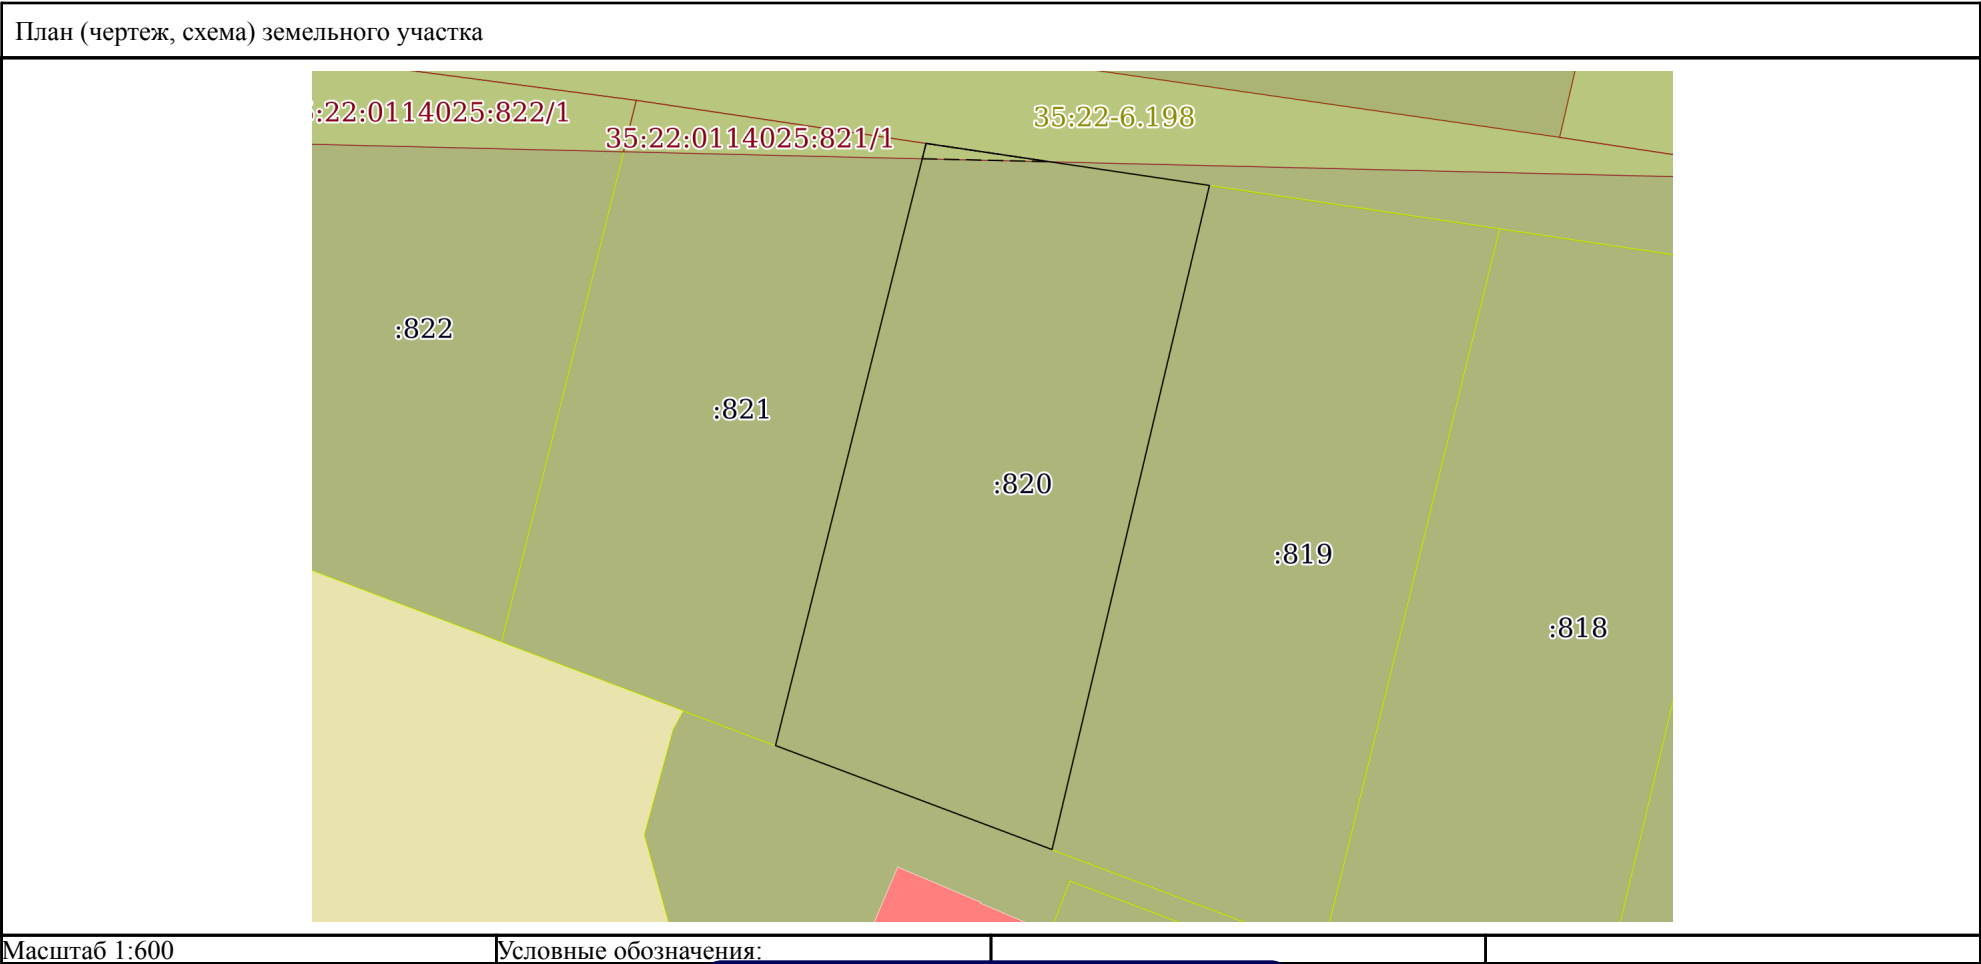 План (чертеж, схема) земельного участка
:22:0114025:822/1
35:22:0114025:821/1
35:22-6.198
:822
:821
:820
:819
:818
Масштаб 1:600
Условные обозначения: